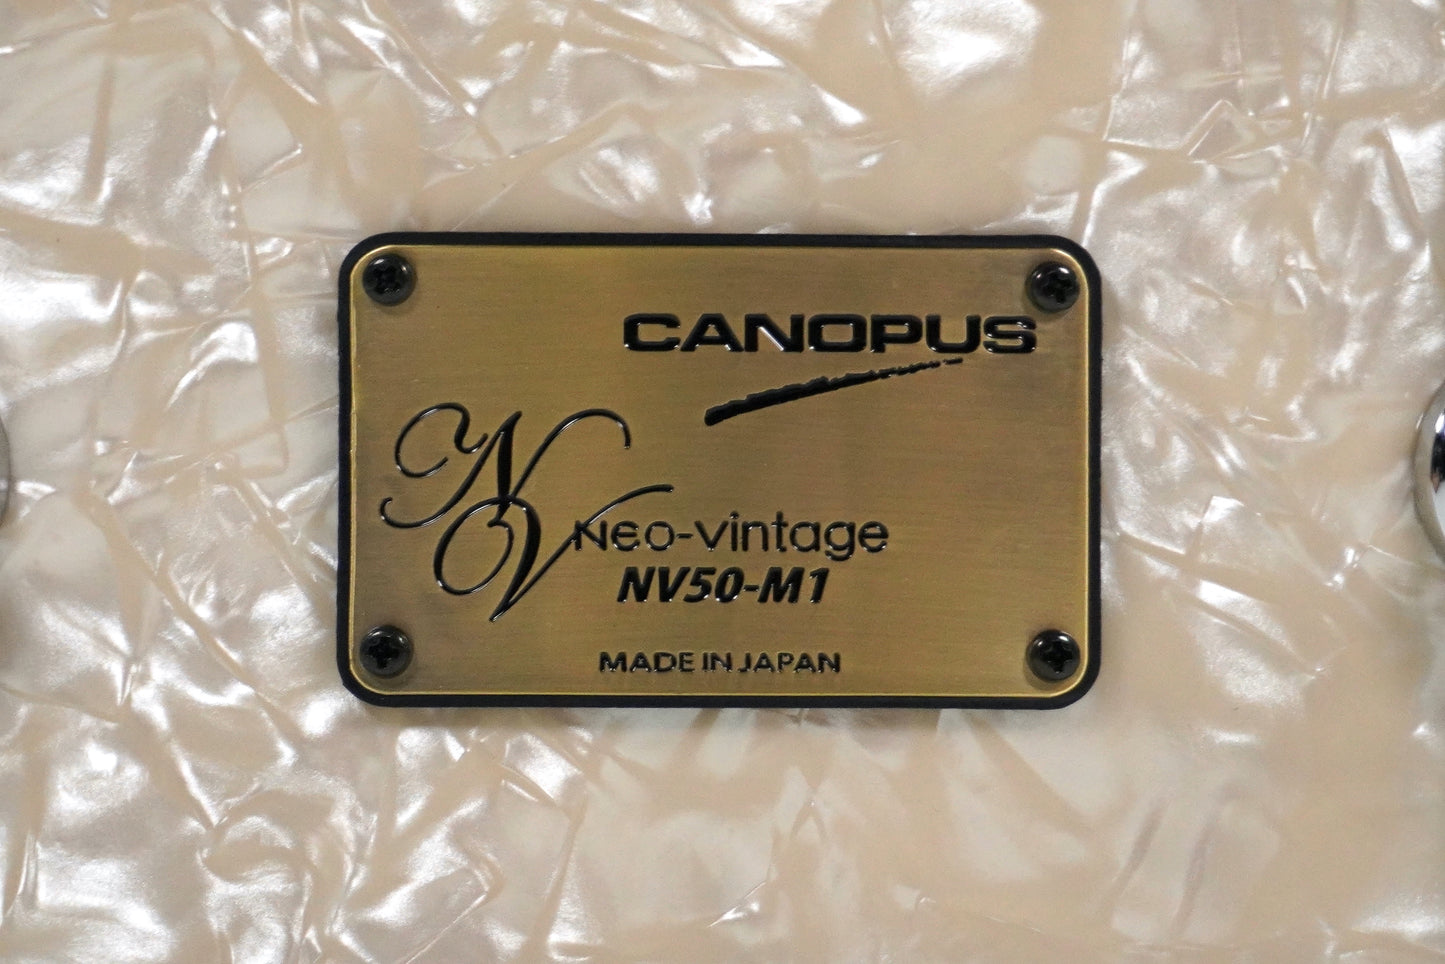 CANOPUS
NV
Neo-vintage
NV50-M1
MADE IN JAPAN